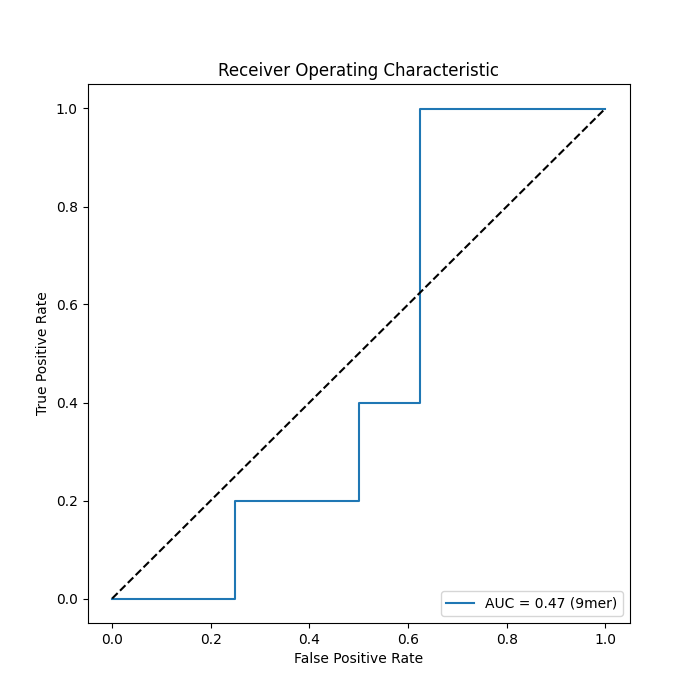 Receiver Operating Characteristic
1.0
0.8
0.6
0.4
0.2
0.0
True Positive Rate
0.0 0.2 0.4 0.6 0.8 1.0
False Positive Rate
AUC = 0.47 (9mer)